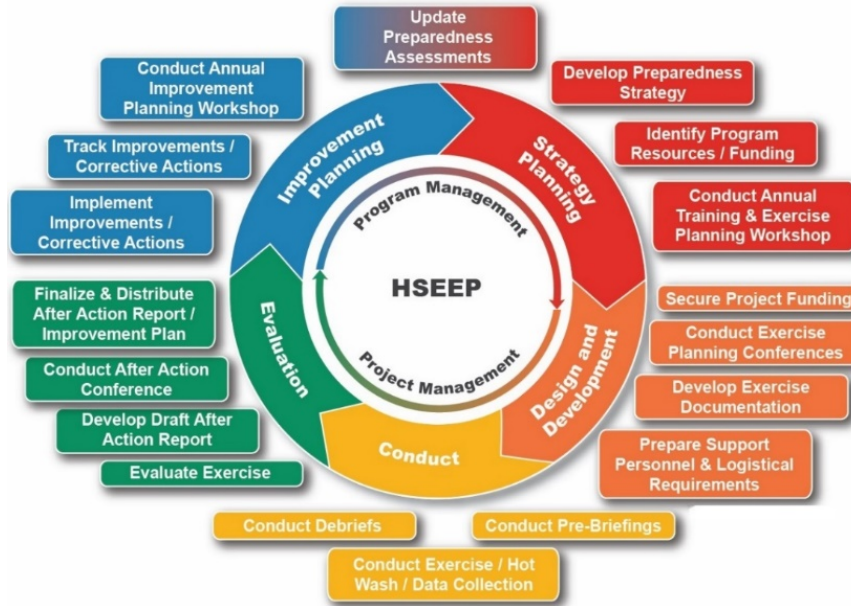 Update
Preparedness
Assessments
Develop Preparedness
Strategy
Identify Program
Resources / Funding
Conduct Annual
Training & Exercise
Planning Workshop
Secure Project Funding
Conduct Exercise
Planning Conferences
Develop Exercise
Documentation
Prepare Support
Personnel & Logistical
Requirements
Conduct Pre-Briefings
Conduct Exercise / Hot
Wash / Data Collection
Conduct Debriefs
Evaluate Exercise
Develop Draft After
Action Report
Conduct After Action
Conference
Finalize & Distribute
After Action Report /
Improvement Plan
Implement
Improvements /
Corrective Actions
Track Improvements /
Corrective Actions
Conduct Annual
Improvement
Planning Workshop
Strategy
Planning
Design and
Development
Conduct
Evaluation
Improvement
Planning
Program Management
HSEEP
Project Management